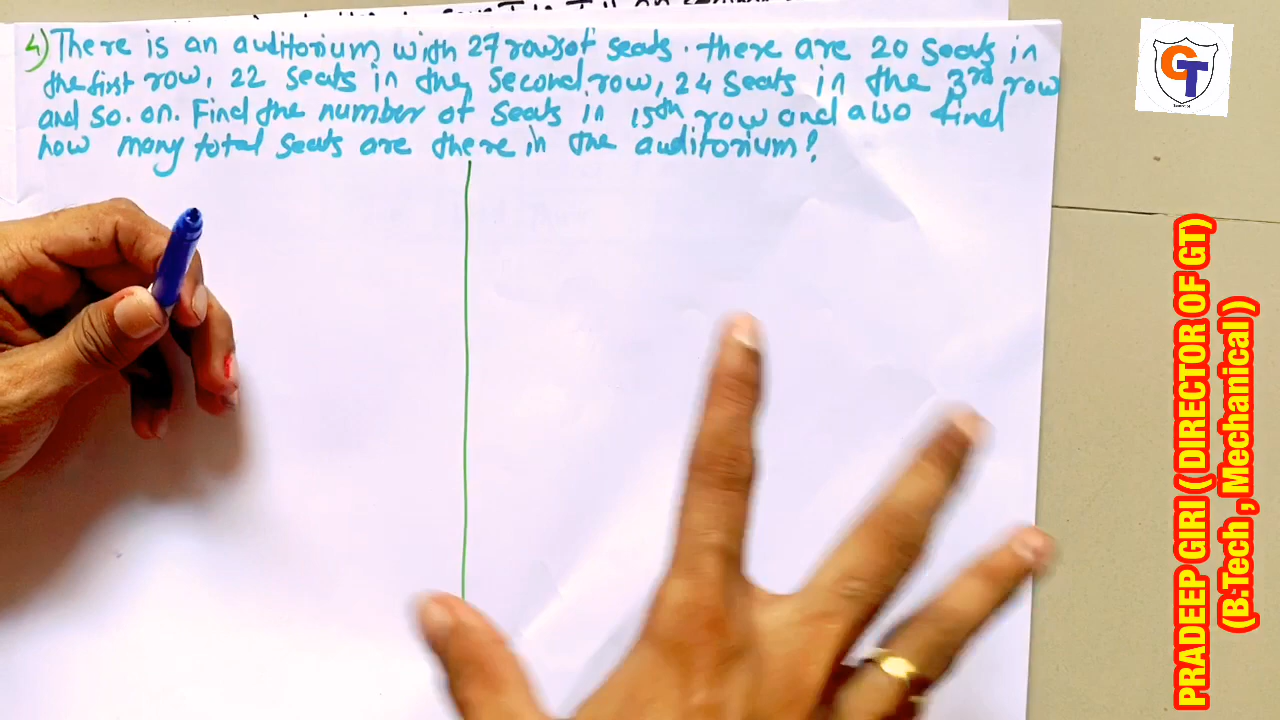 4) There is an auditorium with 27 rows of seats. there are 20 seats in
the first row, 22 seats in the second row, 24 seats in the 3rd row
and so. on. Find the number of seats in 15th row and also find
how many total seats are there in the auditorium?
GT
PRADEEP GIRI ( DIRECTOR OF GT)
(B.Tech , Mechanical )